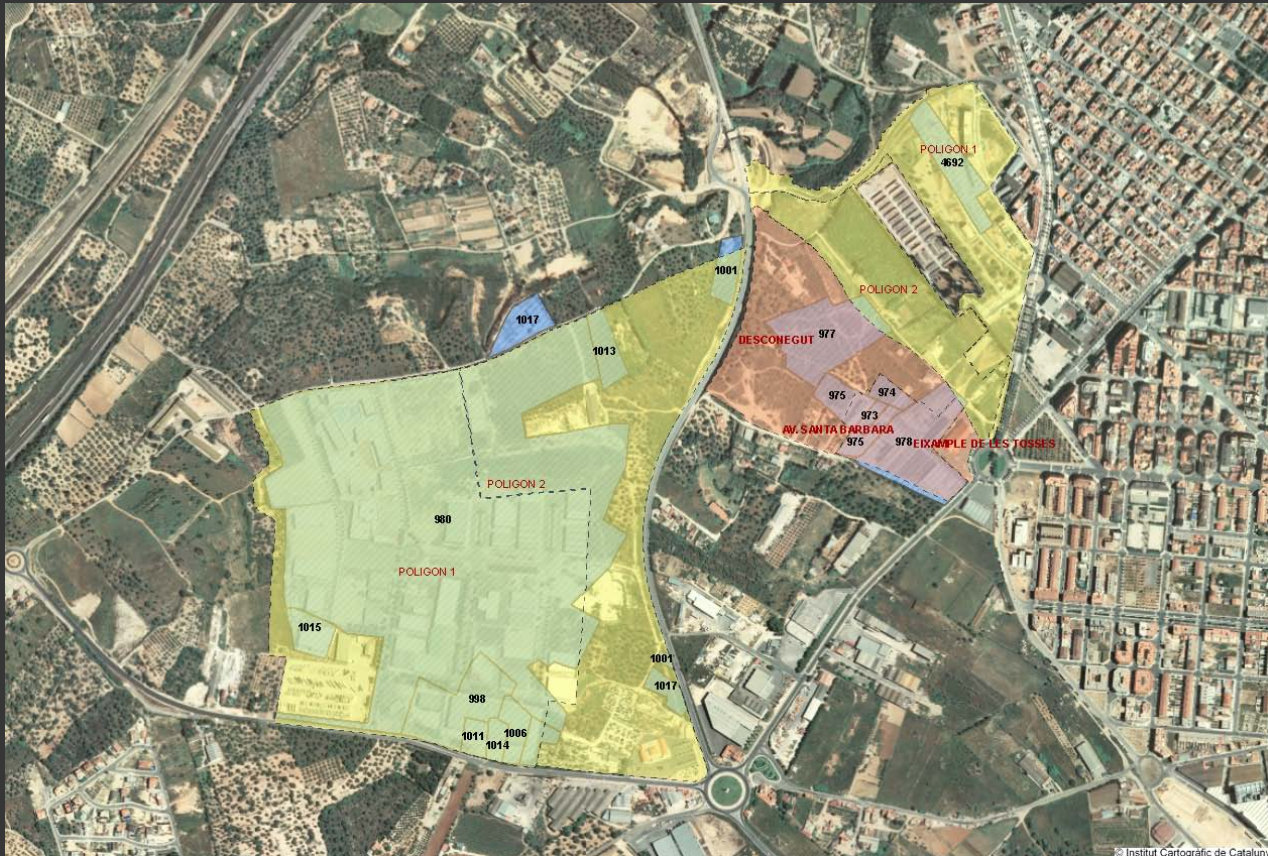 POLIGON 1
4692
1001
POLIGON 2
1017
DESCONEGUT 977
1013
975
974
973
AV. SANTA BARBARA
975
978 EIXAMPLE DE LES TOSSES
POLIGON 2
980
POLIGON 1
1015
1001
1017
998
1011
1006
1014
© Institut Cartogràfic de Catalunya